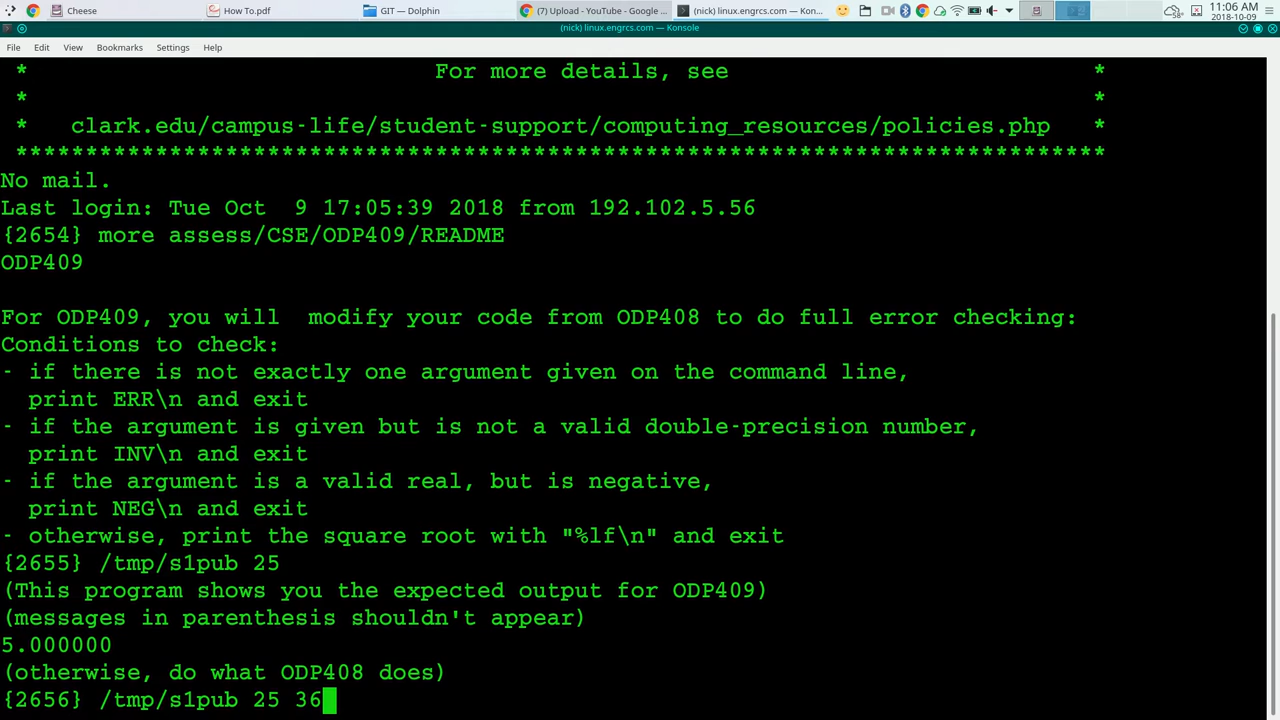 Cheese
How To.pdf
GIT — Dolphin
(7) Upload - YouTube - Google ...
(nick) linux.engrcs.com — Kon...
11:06 AM
2018-10-09
(nick) linux.engrcs.com — Konsole
File Edit View Bookmarks Settings Help
* For more details, see *
* *
* clark.edu/campus-life/student-support/computing_resources/policies.php *
******************************************************************************
No mail.
Last login: Tue Oct  9 17:05:39 2018 from 192.102.5.56
{2654} more assess/CSE/ODP409/README
ODP409
For ODP409, you will  modify your code from ODP408 to do full error checking:
Conditions to check:
- if there is not exactly one argument given on the command line,
  print ERR\n and exit
- if the argument is given but is not a valid double-precision number,
  print INV\n and exit
- if the argument is a valid real, but is negative,
  print NEG\n and exit
- otherwise, print the square root with "%lf\n" and exit
{2655} /tmp/s1pub 25
(This program shows you the expected output for ODP409)
(messages in parenthesis shouldn't appear)
5.000000
(otherwise, do what ODP408 does)
{2656} /tmp/s1pub 25 36